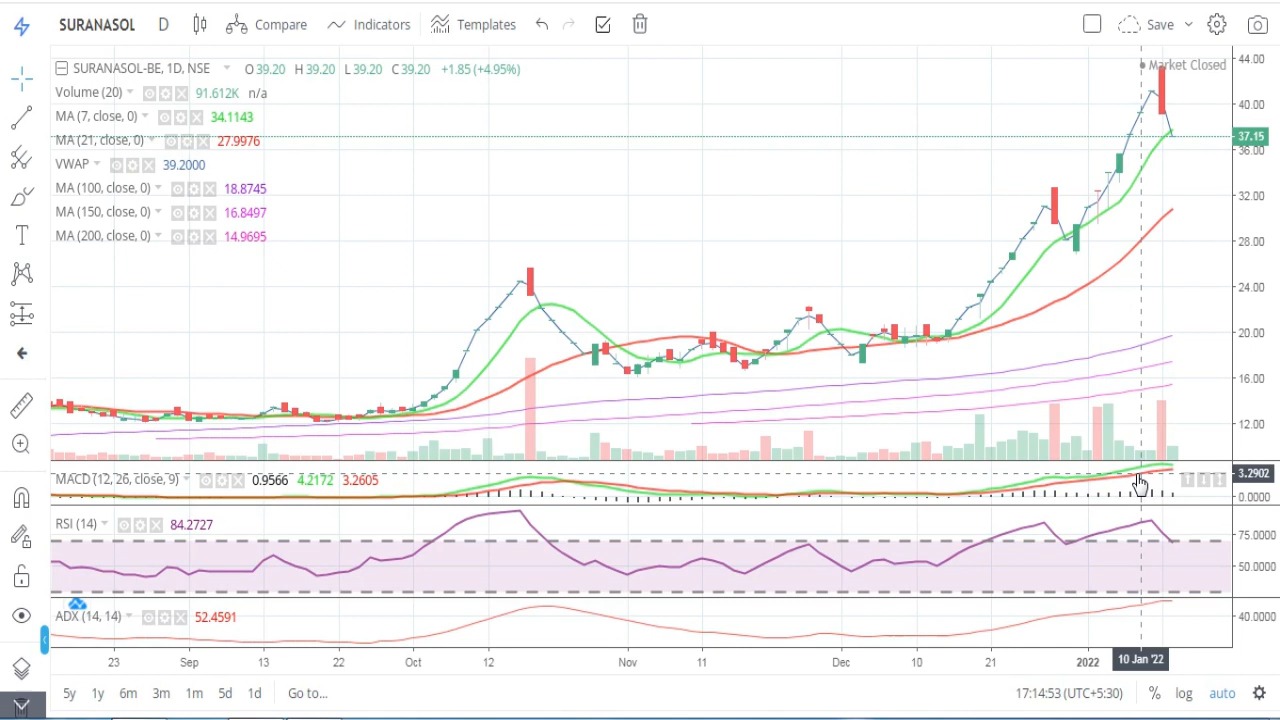 SURANASOL D Compare Indicators Templates Save
SURANASOL-BE, 1D, NSE O 39.20 H 39.20 L 39.20 C 39.20 +1.85 (+4.95%)
Market Closed
Volume (20) 91.612K n/a
MA (7, close, 0) 34.1143
MA (21, close, 0) 27.9976
VWAP 39.2000
MA (100, close, 0) 18.8745
MA (150, close, 0) 16.8497
MA (200, close, 0) 14.9695
44.00
40.00
37.15
36.00
32.00
28.00
24.00
20.00
16.00
12.00
MACD (12, 26, close, 9) 0.9566 4.2172 3.2605
3.2902
0.0000
RSI (14) 84.2727
75.0000
50.0000
ADX (14, 14) 52.4591
40.0000
23 Sep 13 22 Oct 12 Nov 11 Dec 10 21 2022 10 Jan '22
5y 1y 6m 3m 1m 5d 1d Go to... 17:14:53 (UTC+5:30) % log auto